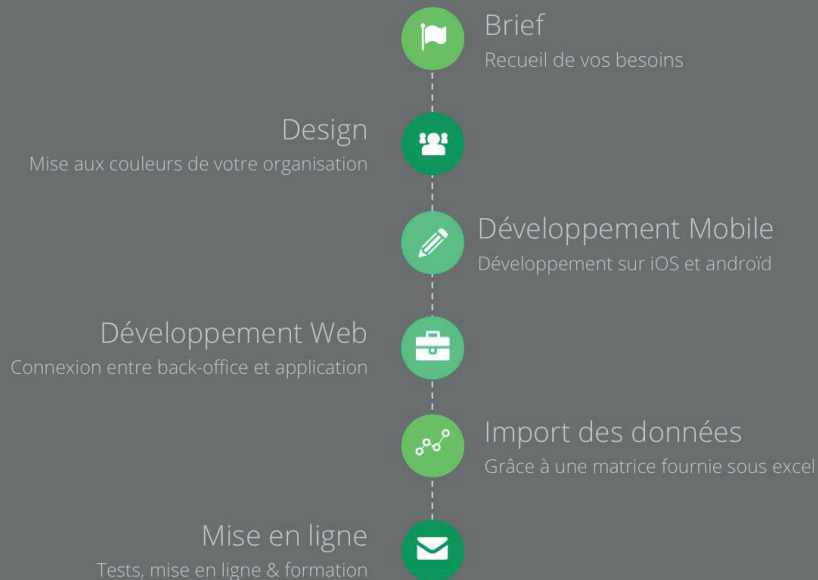 Brief
Recueil de vos besoins
Design
Mise aux couleurs de votre organisation
Développement Mobile
Développement sur iOS et androïd
Développement Web
Connexion entre back-office et application
Import des données
Grâce à une matrice fournie sous excel
Mise en ligne
Tests, mise en ligne & formation